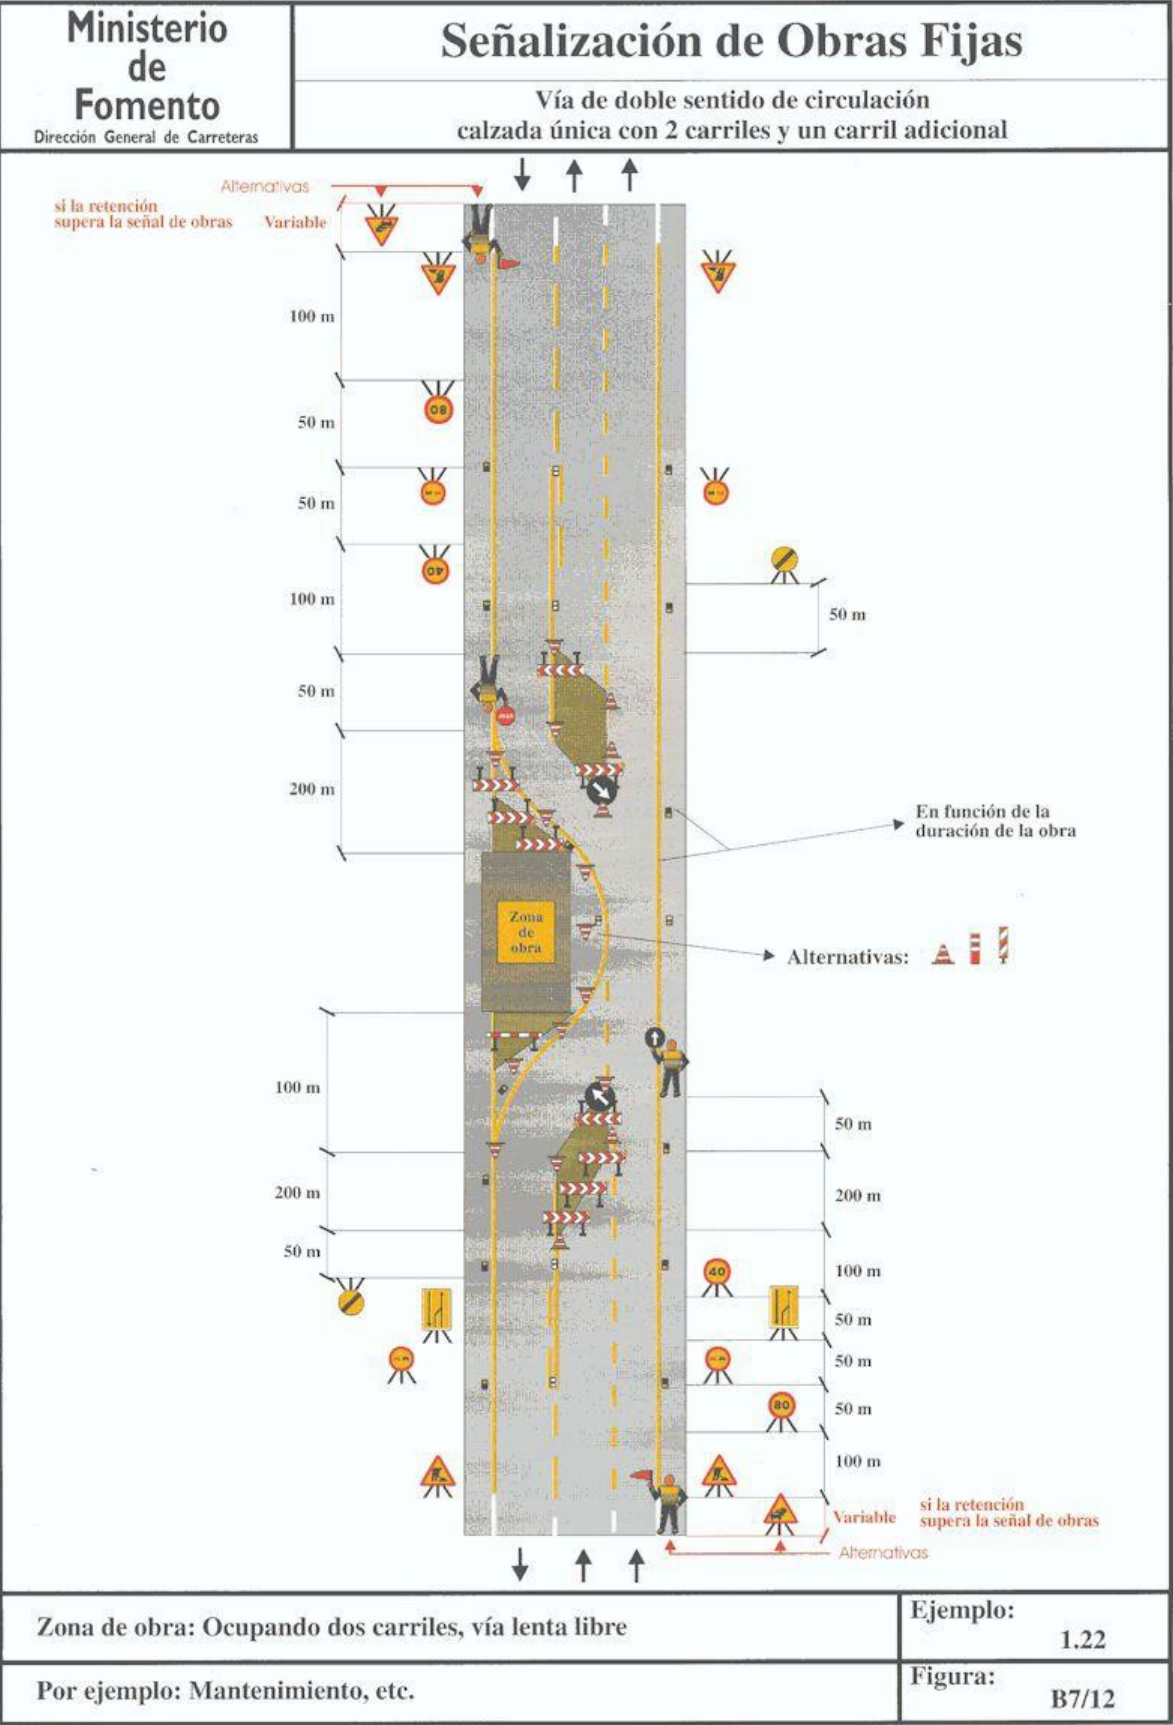 Ministerio
de
Fomento
Dirección General de Carreteras
Señalización de Obras Fijas
Vía de doble sentido de circulación
calzada única con 2 carriles y un carril adicional
Alternativas
si la retención
supera la señal de obras
Variable
100 m
80
50 m
50 m
40
100 m
50 m
50 m
200 m
En función de la
duración de la obra
Zona
de
obra
Alternativas:
100 m
50 m
200 m
200 m
50 m
40
100 m
50 m
50 m
80
50 m
100 m
Variable
si la retención
supera la señal de obras
Alternativas
Zona de obra: Ocupando dos carriles, vía lenta libre
Ejemplo:
1.22
Por ejemplo: Mantenimiento, etc.
Figura:
B7/12